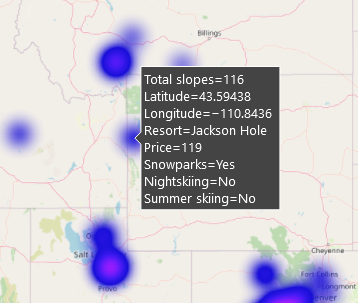 Billings
Total slopes=116
Latitude=43.59438
Longitude=−110.8436
Resort=Jackson Hole
Price=119
Snowparks=Yes
Nightskiing=No
Summer skiing=No
Salt L
Provo
Cheyenne
Fort Collins
Longmont
Denver